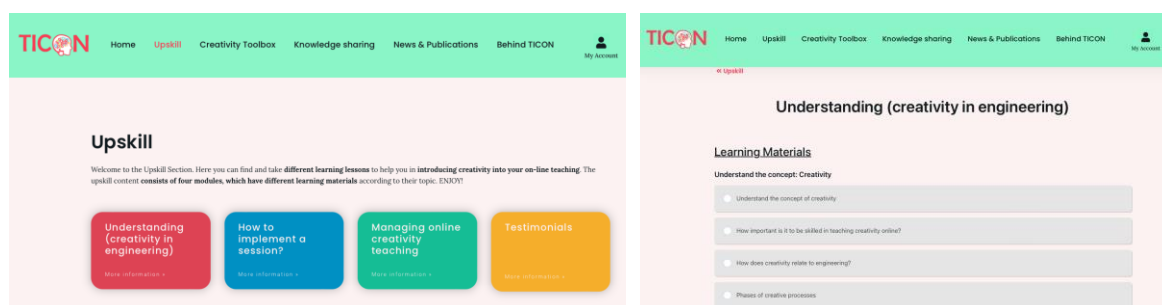 TICON
Home Upskill Creativity Toolbox Knowledge sharing News & Publications Behind TICON
My Account
Upskill
Welcome to the Upskill Section. Here you can find and take different learning lessons to help you in introducing creativity into your on-line teaching. The
upskill content consists of four modules, which have different learning materials according to their topic. ENJOY!
Understanding
(creativity in
engineering)
More information »
How to
implement a
session?
More information »
Managing online
creativity
teaching
More information »
Testimonials
More information »
TICON
Home Upskill Creativity Toolbox Knowledge sharing News & Publications Behind TICON
My Account
« Upskill
Understanding (creativity in engineering)
Learning Materials
Understand the concept: Creativity
Understand the concept of creativity
How important is it to be skilled in teaching creativity online?
How does creativity relate to engineering?
Phases of creative processes